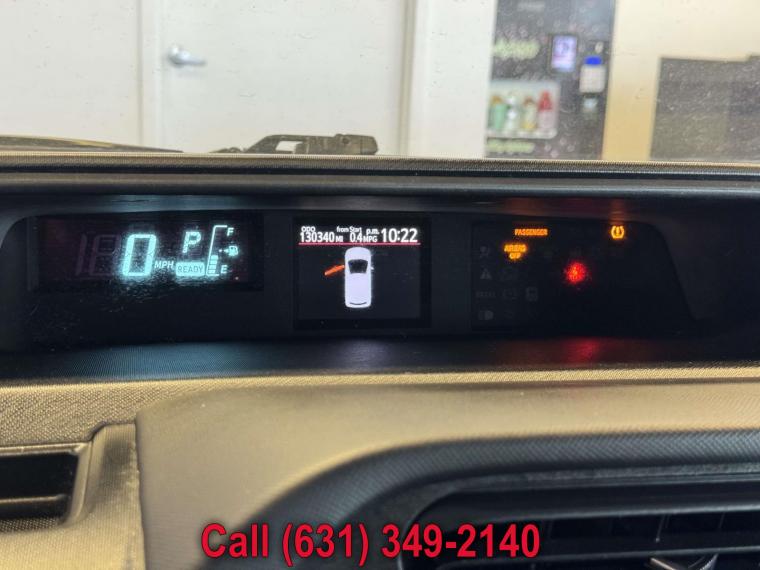 0 MPH
P
READY
F
E
ODO from Start p.m.
130340 MI 0.4 MPG 10:22
PASSENGER
AIRBAG
OFF
Call (631) 349-2140